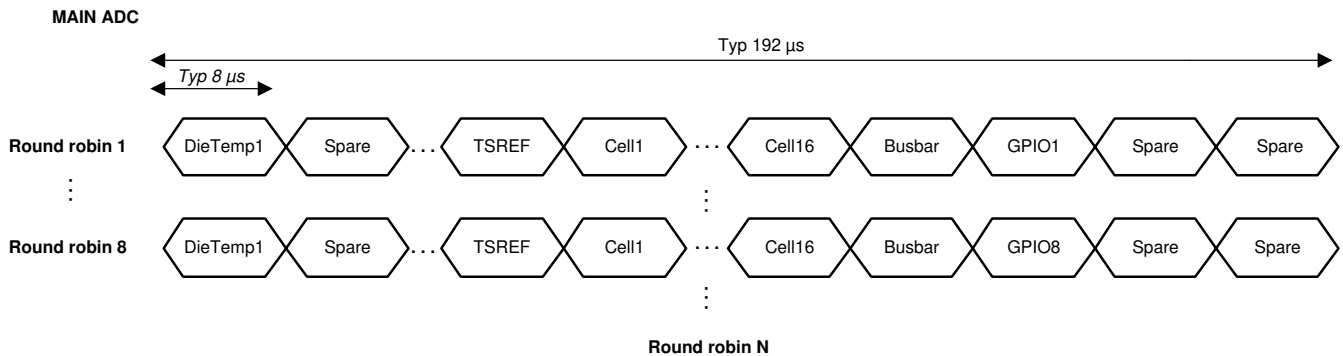 MAIN ADC
Typ 192 µs
Typ 8 µs
Round robin 1 DieTemp1 Spare ... TSREF Cell1 ... Cell16 Busbar GPIO1 Spare Spare
Round robin 8 DieTemp1 Spare ... TSREF Cell1 ... Cell16 Busbar GPIO8 Spare Spare
Round robin N